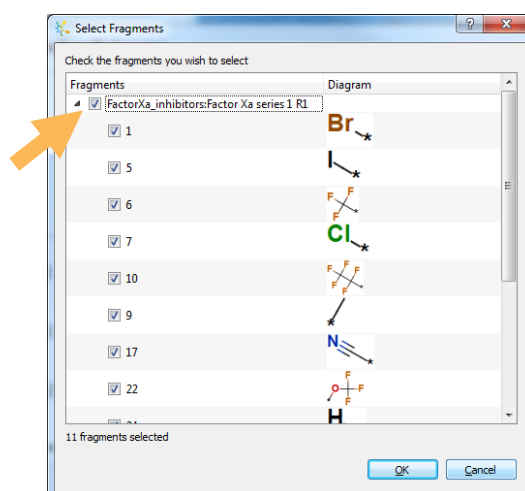 Select Fragments
Check the fragments you wish to select
Fragments Diagram
FactorXa_inhibitors:Factor Xa series 1 R1
1 Br *
5 I *
6 F F F *
7 Cl *
10 F F F F F *
9 *
17 N *
22 O F F F
H
11 fragments selected
OK Cancel